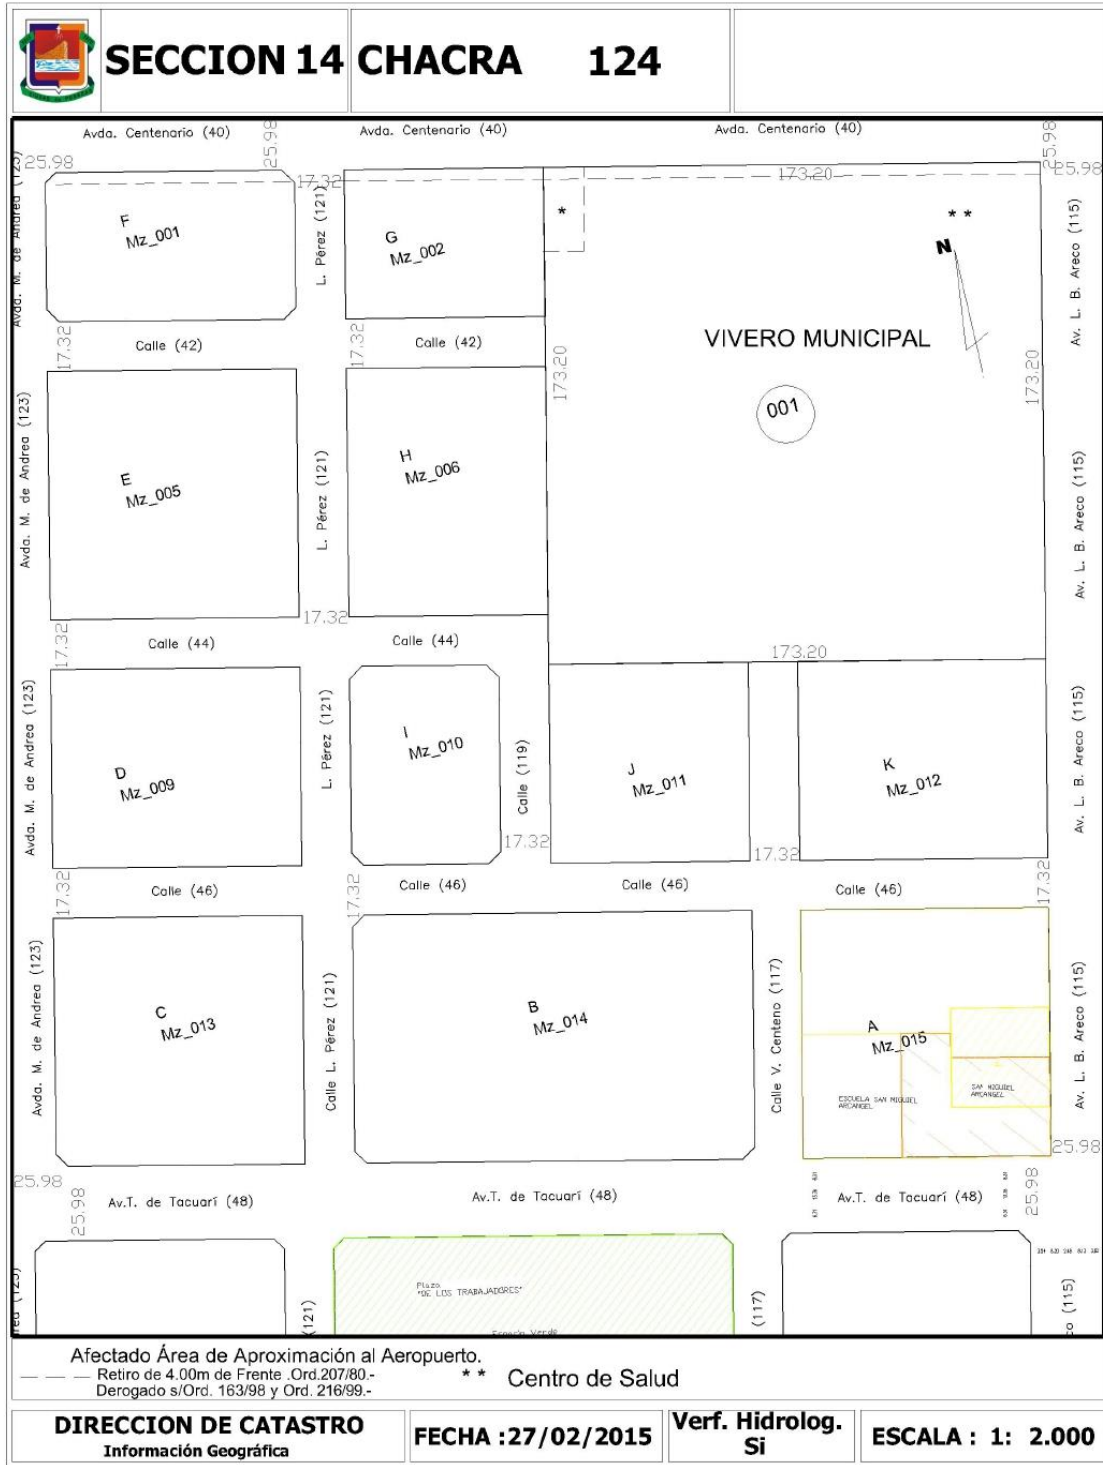 SECCION 14
CHACRA 124
Avda. Centenario (40)
Avda. Centenario (40)
Avda. Centenario (40)
25.98
25.98
25.98
25.98
17.32
173.20
Avda. M. de Andrea (123)
F
Mz_001
L. Pérez (121)
G
Mz_002
*
* *
N
Av. L. B. Areco (115)
VIVERO MUNICIPAL
001
17.32
Calle (42)
17.32
Calle (42)
173.20
173.20
Avda. M. de Andrea (123)
E
Mz_005
L. Pérez (121)
H
Mz_006
Av. L. B. Areco (115)
17.32
17.32
Calle (44)
Calle (44)
173.20
Avda. M. de Andrea (123)
D
Mz_009
L. Pérez (121)
I
Mz_010
Calle (119)
J
Mz_011
K
Mz_012
Av. L. B. Areco (115)
17.32
17.32
17.32
Calle (46)
17.32
Calle (46)
Calle (46)
Calle (46)
17.32
Avda. M. de Andrea (123)
C
Mz_013
Calle L. Pérez (121)
B
Mz_014
Calle V. Centeno (117)
A
Mz_015
ESCUELA SAN MIGUEL
ARCANGEL
SAN MIGUEL
ARCANGEL
Av. L. B. Areco (115)
25.98
25.98
25.98
25.98
Av.T. de Tacuarí (48)
Av.T. de Tacuarí (48)
Av.T. de Tacuarí (48)
(121)
Plaza
"DE LOS TRABAJADORES"
Espacio Verde
(117)
(115)
Afectado Área de Aproximación al Aeropuerto.
Retiro de 4.00m de Frente .Ord.207/80.-
Derogado s/Ord. 163/98 y Ord. 216/99.-
* * Centro de Salud
DIRECCION DE CATASTRO
Información Geográfica
FECHA :27/02/2015
Verf. Hidrolog.
Si
ESCALA : 1: 2.000